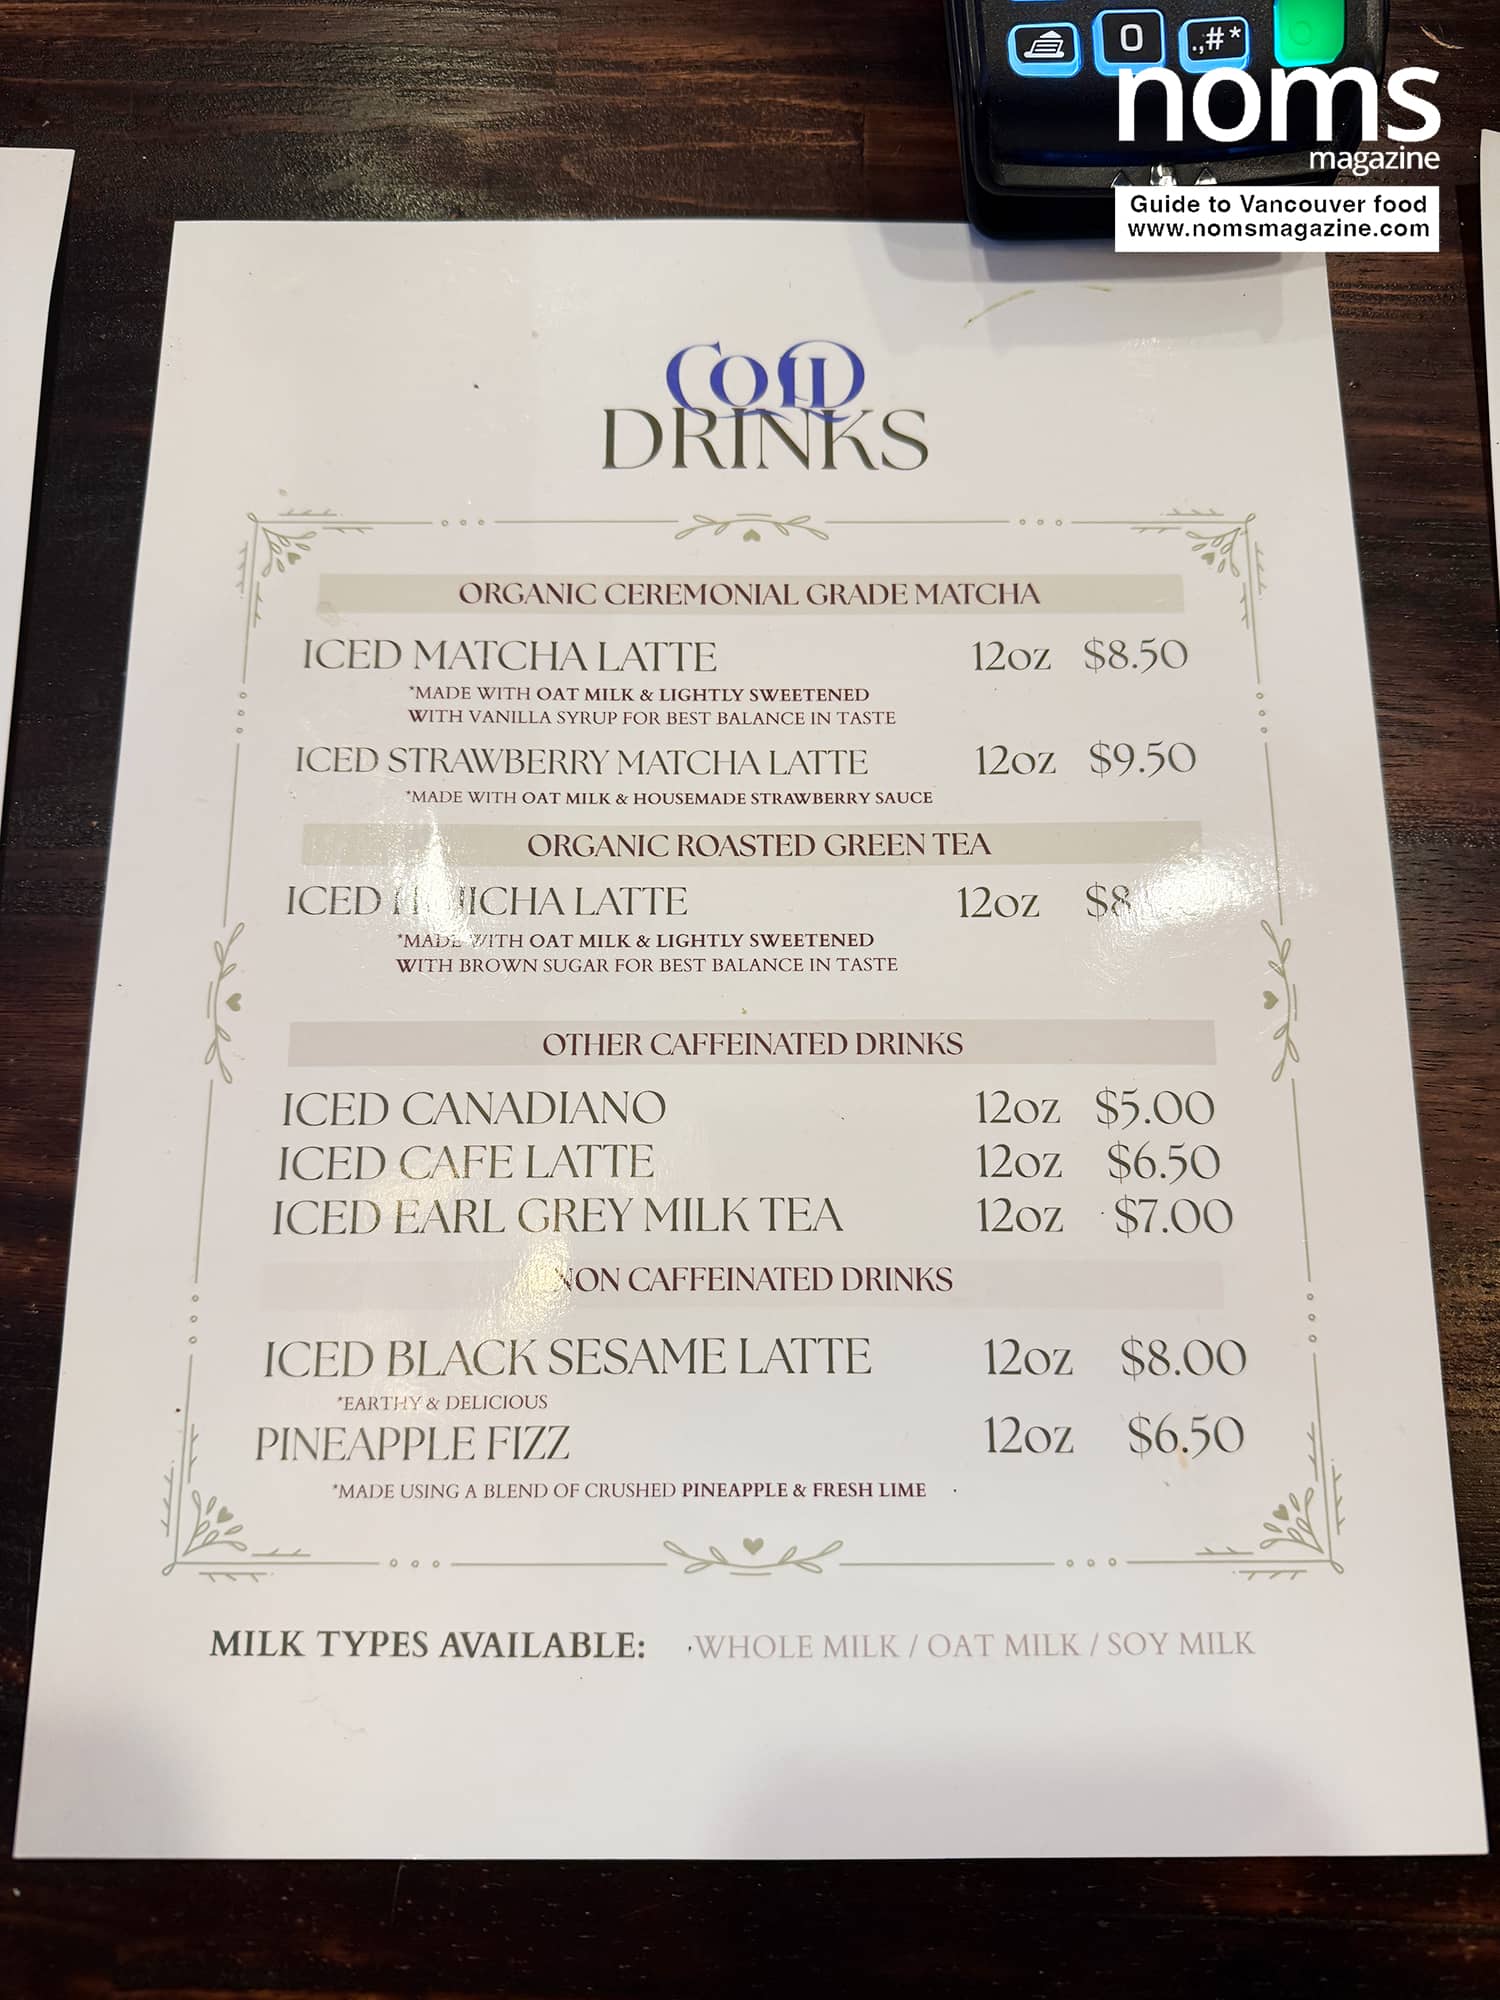 0
.,#*
noms
magazine
Guide to Vancouver food
www.nomsmagazine.com
COLD
DRINKS
ORGANIC CEREMONIAL GRADE MATCHA
ICED MATCHA LATTE 12OZ $8.50
*MADE WITH OAT MILK & LIGHTLY SWEETENED
WITH VANILLA SYRUP FOR BEST BALANCE IN TASTE
ICED STRAWBERRY MATCHA LATTE 12OZ $9.50
*MADE WITH OAT MILK & HOUSEMADE STRAWBERRY SAUCE
ORGANIC ROASTED GREEN TEA
ICED LATTE 12OZ
*MADE WITH OAT MILK & LIGHTLY SWEETENED
WITH BROWN SUGAR FOR BEST BALANCE IN TASTE
OTHER CAFFEINATED DRINKS
ICED CANADIANO 12OZ $5.00
ICED CAFE LATTE 12OZ $6.50
ICED EARL GREY MILK TEA 12OZ $7.00
NON CAFFEINATED DRINKS
ICED BLACK SESAME LATTE 12OZ $8.00
*EARTHY & DELICIOUS
PINEAPPLE FIZZ 12OZ $6.50
*MADE USING A BLEND OF CRUSHED PINEAPPLE & FRESH LIME
MILK TYPES AVAILABLE: WHOLE MILK / OAT MILK / SOY MILK